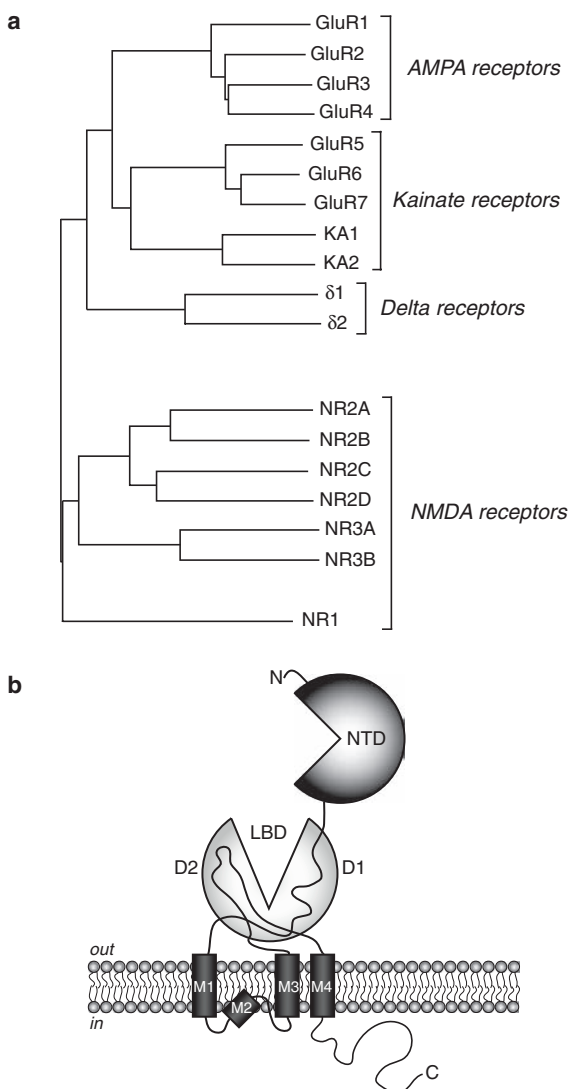 a
GluR1
GluR2
GluR3
GluR4
AMPA receptors
GluR5
GluR6
GluR7
KA1
KA2
Kainate receptors
δ1
δ2
Delta receptors
NR2A
NR2B
NR2C
NR2D
NR3A
NR3B
NR1
NMDA receptors
b
N
NTD
LBD
D2
D1
out
M1
M2
M3
M4
in
C